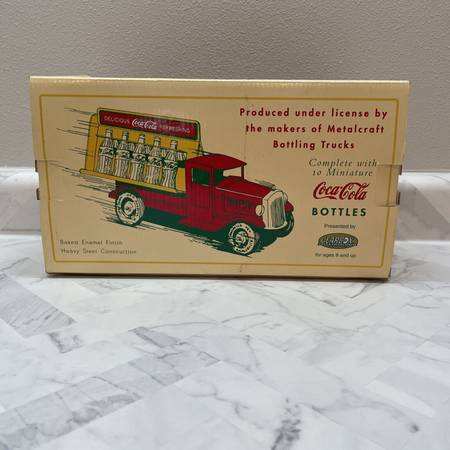 DELICIOUS Coca-Cola REFRESHING
Produced under license by
the makers of Metalcraft
Bottling Trucks
Complete with
10 Miniature
Coca-Cola
BOTTLES
Presented by
GEARBOX
for ages 8 and up
Baked Enamel Finish
Heavy Steel Construction